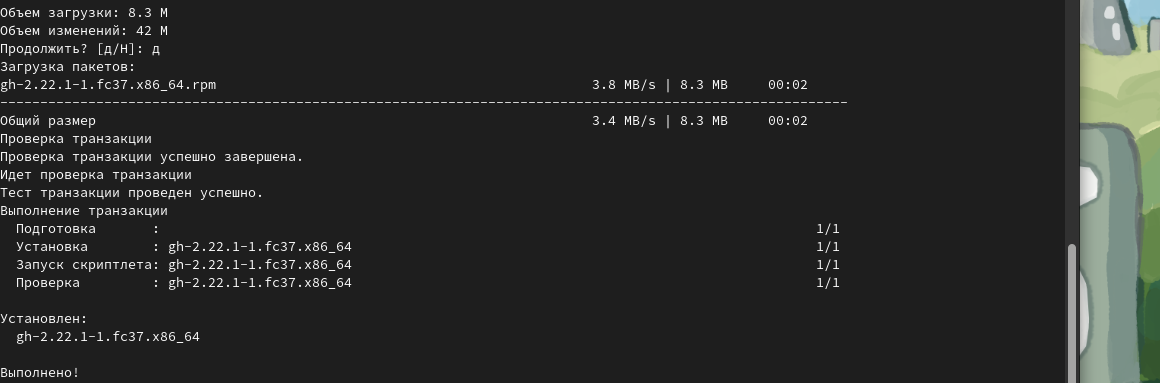 Объем загрузки: 8.3 M
Объем изменений: 42 M
Продолжить? [д/Н]: д
Загрузка пакетов:
gh-2.22.1-1.fc37.x86_64.rpm 3.8 MB/s | 8.3 MB 00:02
--------------------------------------------------------------------------------------------------------
Общий размер 3.4 MB/s | 8.3 MB 00:02
Проверка транзакции
Проверка транзакции успешно завершена.
Идет проверка транзакции
Тест транзакции проведен успешно.
Выполнение транзакции
Подготовка : 1/1
Установка : gh-2.22.1-1.fc37.x86_64 1/1
Запуск скриптлета: gh-2.22.1-1.fc37.x86_64 1/1
Проверка : gh-2.22.1-1.fc37.x86_64 1/1
Установлен:
gh-2.22.1-1.fc37.x86_64
Выполнено!